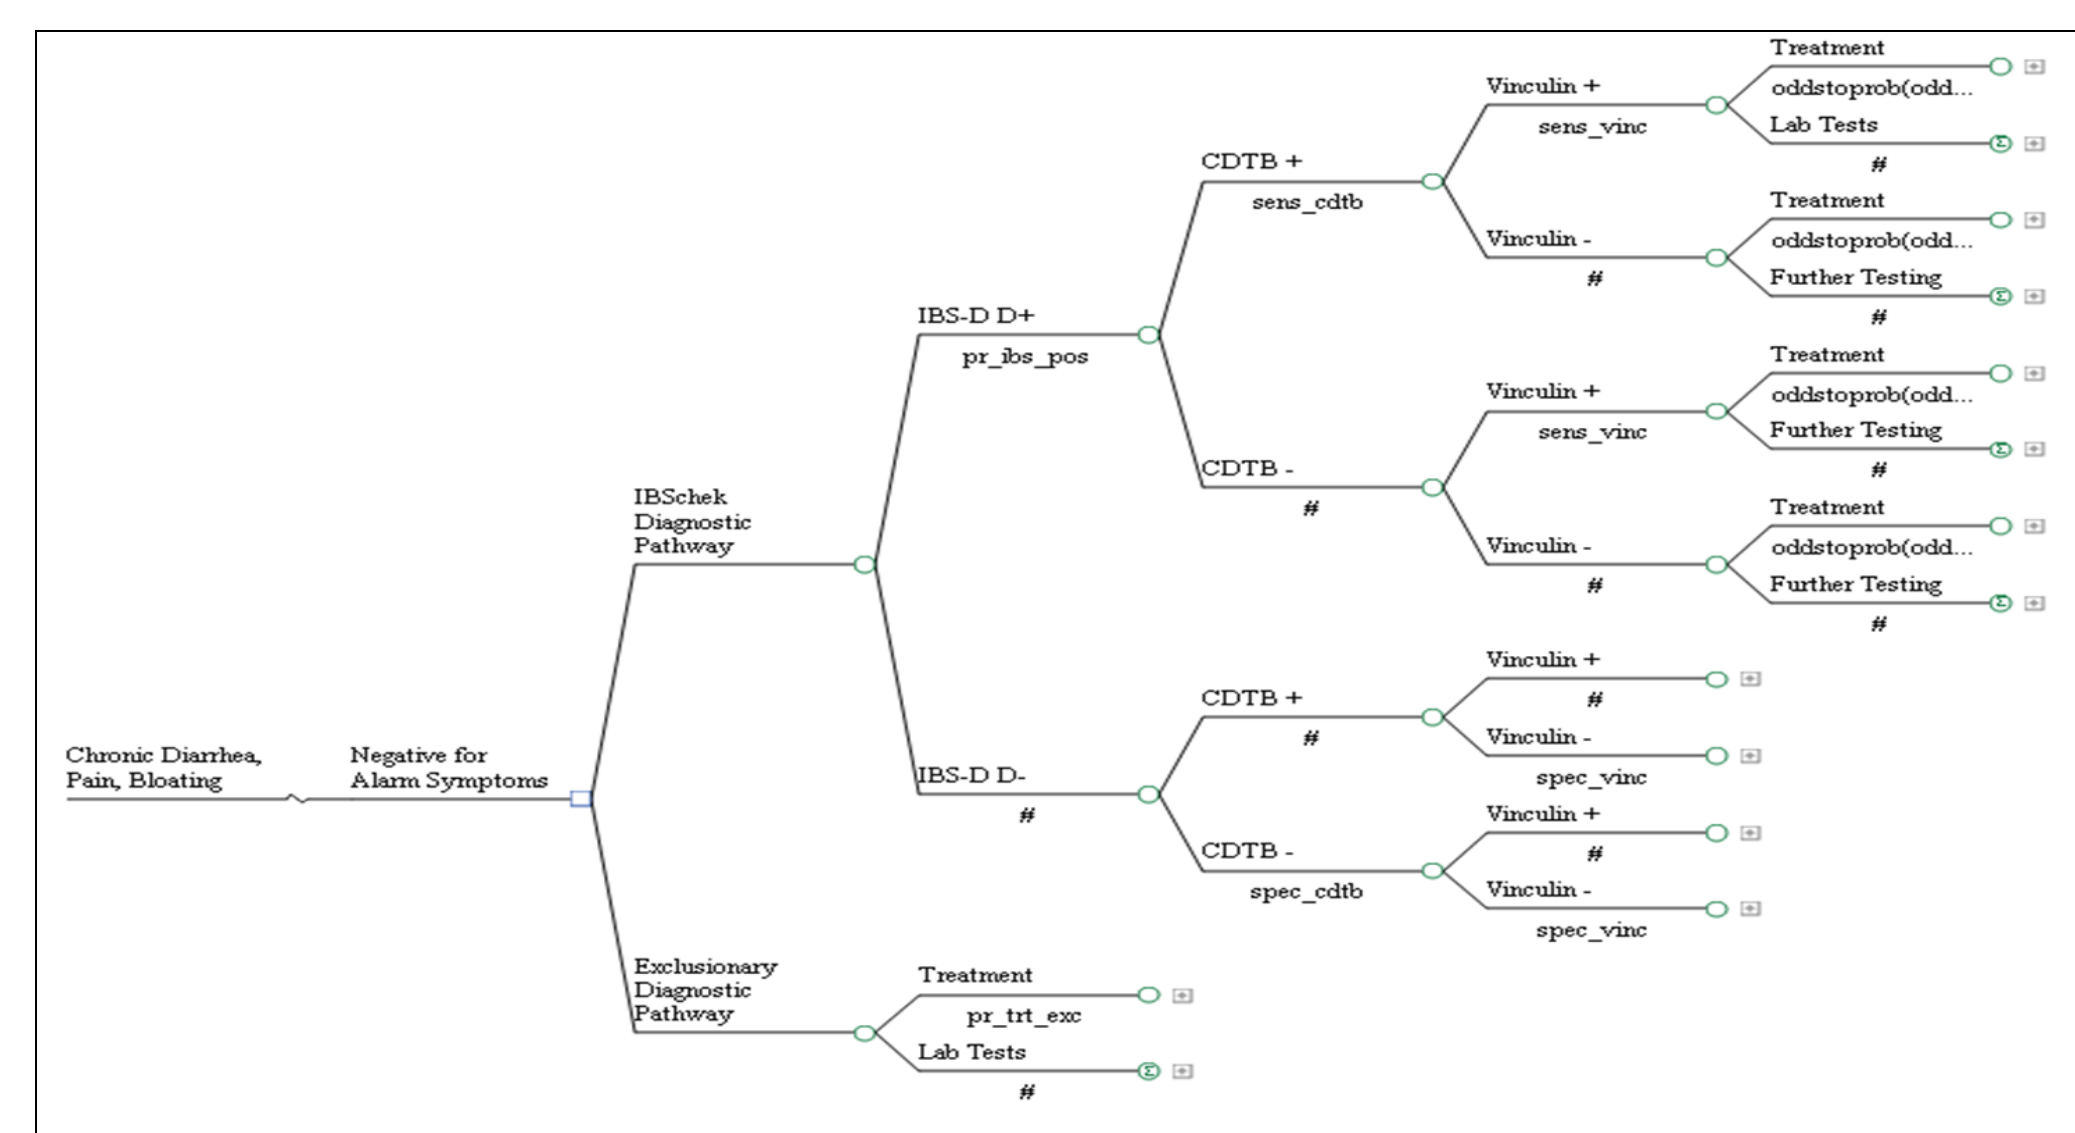 Treatment
oddstoprob(odd...
Lab Tests
#
Vinculin +
sens_vinc
CDTB +
sens_cdtb
Treatment
oddstoprob(odd...
Further Testing
#
Vinculin -
#
IBS-D D+
pr_ibs_pos
Treatment
oddstoprob(odd...
Further Testing
#
Vinculin +
sens_vinc
CDTB -
#
Treatment
oddstoprob(odd...
Further Testing
#
Vinculin -
#
IBSchek
Diagnostic
Pathway
Vinculin +
#
CDTB +
#
Vinculin -
spec_vinc
IBS-D D-
#
Vinculin +
#
CDTB -
spec_cdtb
Vinculin -
spec_vinc
Chronic Diarrhea,
Pain, Bloating
Negative for
Alarm Symptoms
Exclusionary
Diagnostic
Pathway
Treatment
pr_trt_exc
Lab Tests
#